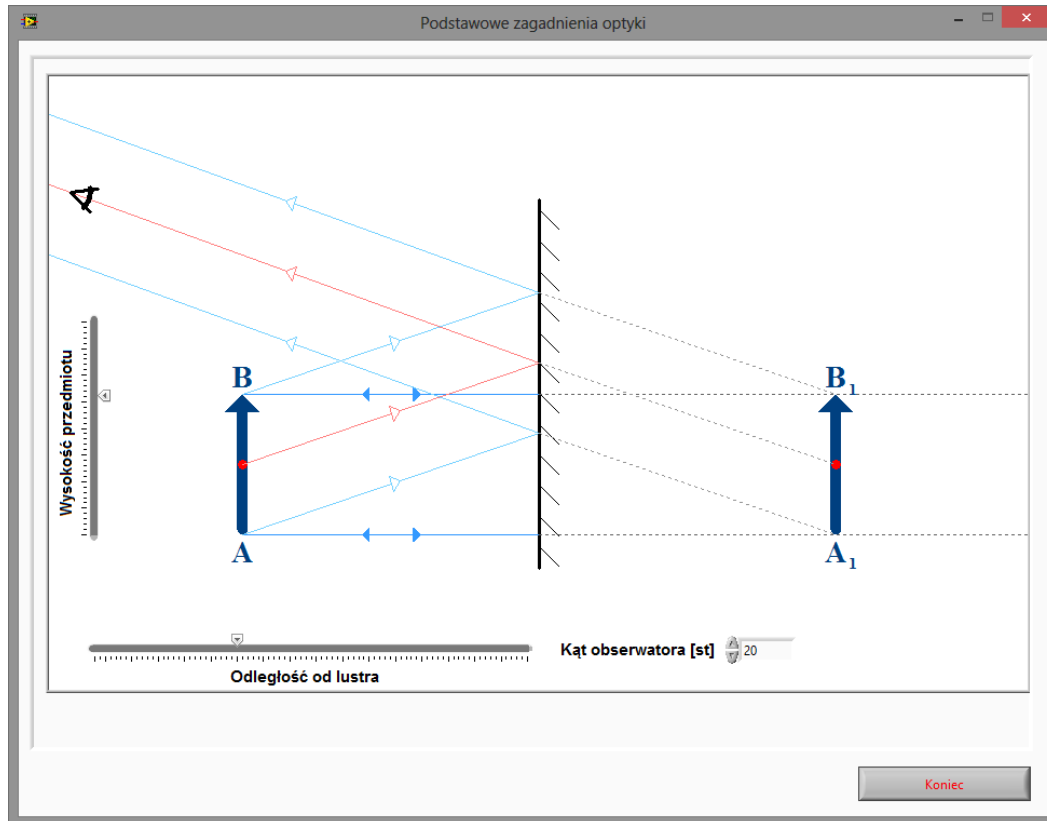 Podstawowe zagadnienia optyki
Wysokość przedmiotu
B
A
B1
A1
Odległość od lustra
Kąt obserwatora [st]
20
Koniec